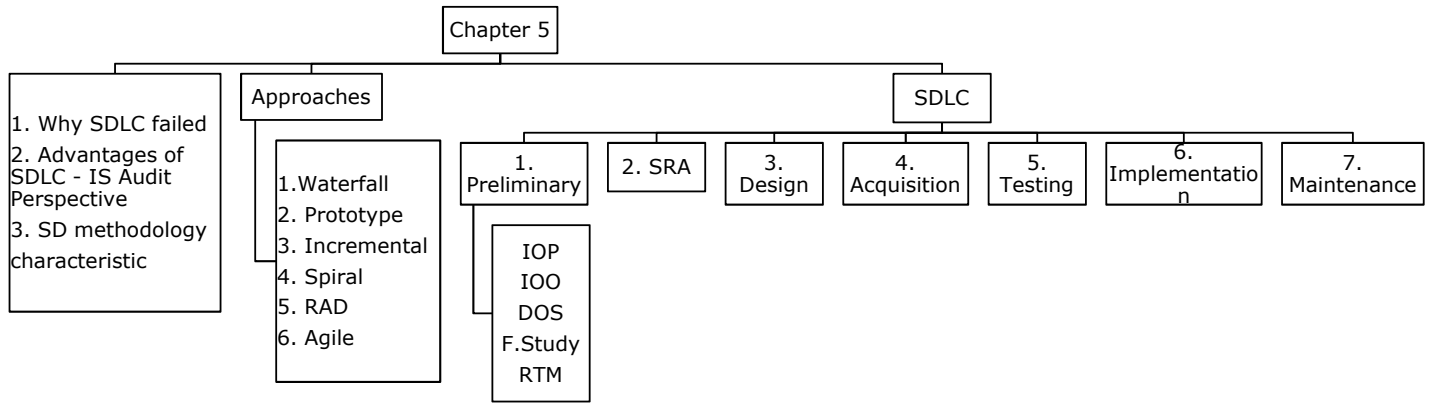 Chapter 5
1. Why SDLC failed
2. Advantages of
SDLC - IS Audit
Perspective
3. SD methodology
characteristic
Approaches
1.Waterfall
2. Prototype
3. Incremental
4. Spiral
5. RAD
6. Agile
SDLC
1.
Preliminary
IOP
IOO
DOS
F.Study
RTM
2. SRA
3.
Design
4.
Acquisition
5.
Testing
6.
Implementatio
n
7.
Maintenance